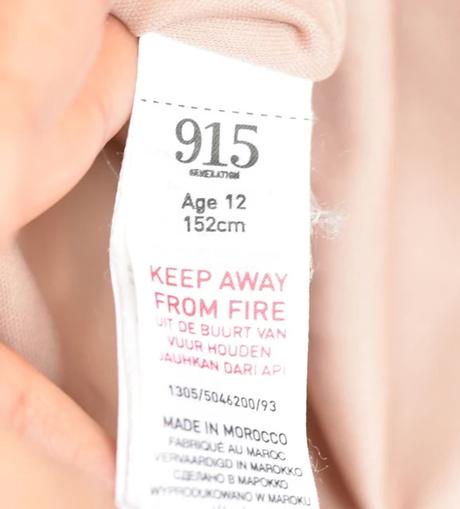 915
GENERATION
Age 12
152cm
KEEP AWAY
FROM FIRE
UIT DE BUURT VAN
VUUR HOUDEN
JAUHKAN DARI API
1305/5046200/93
MADE IN MOROCCO
FABRIQUÉ AU MAROC
VERVAARDIGD IN MAROKKO
СДЕЛАНО В МАРОККО
WYPRODUKOWANO W MAROKU